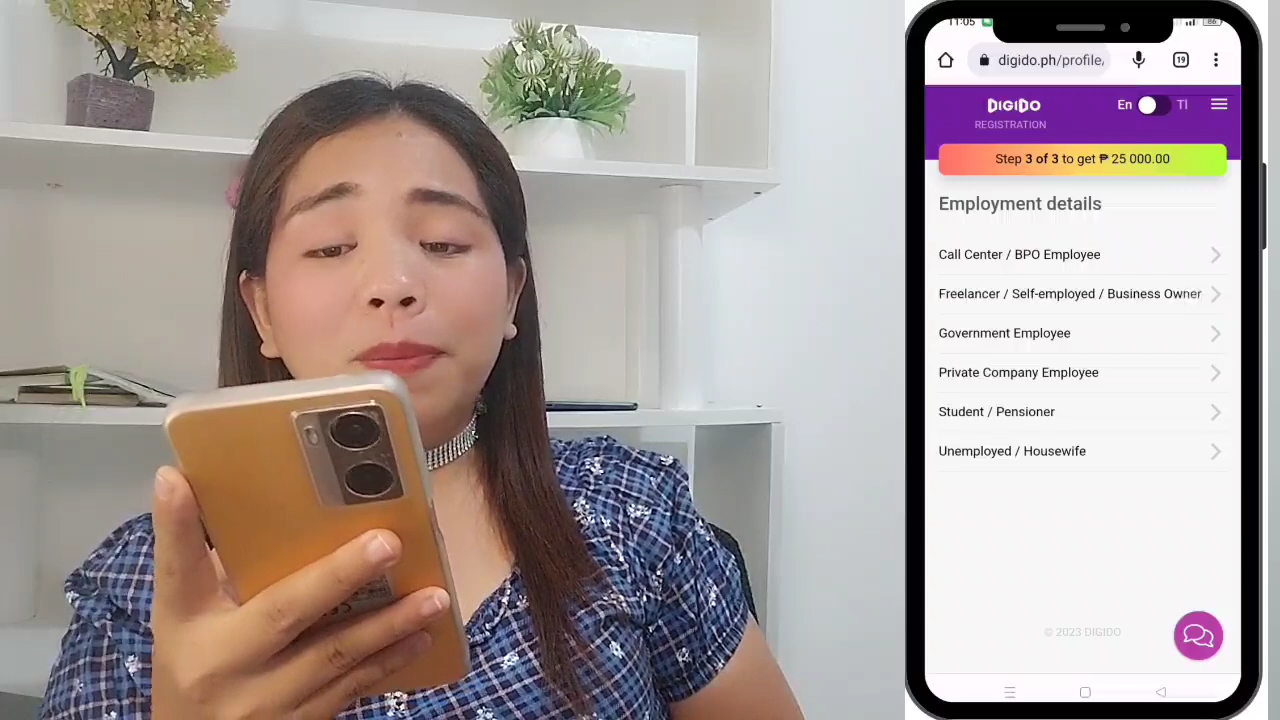 11:05
86
digido.ph/profile/
19
DIGIDO
En
Tl
REGISTRATION
Step 3 of 3 to get ₱ 25 000.00
Employment details
Call Center / BPO Employee
Freelancer / Self-employed / Business Owner
Government Employee
Private Company Employee
Student / Pensioner
Unemployed / Housewife
© 2023 DIGIDO